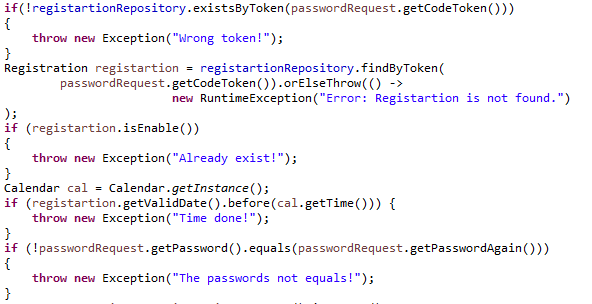 if(!registartionRepository.existsByToken(passwordRequest.getCodeToken()))
{
    throw new Exception("Wrong token!");
}
Registration registartion = registartionRepository.findByToken(
        passwordRequest.getCodeToken()).orElseThrow(() ->
                        new RuntimeException("Error: Registartion is not found.")
);
if (registartion.isEnable())
{
    throw new Exception("Already exist!");
}
Calendar cal = Calendar.getInstance();
if (registartion.getValidDate().before(cal.getTime())) {
    throw new Exception("Time done!");
}
if (!passwordRequest.getPassword().equals(passwordRequest.getPasswordAgain()))
{
    throw new Exception("The passwords not equals!");
}